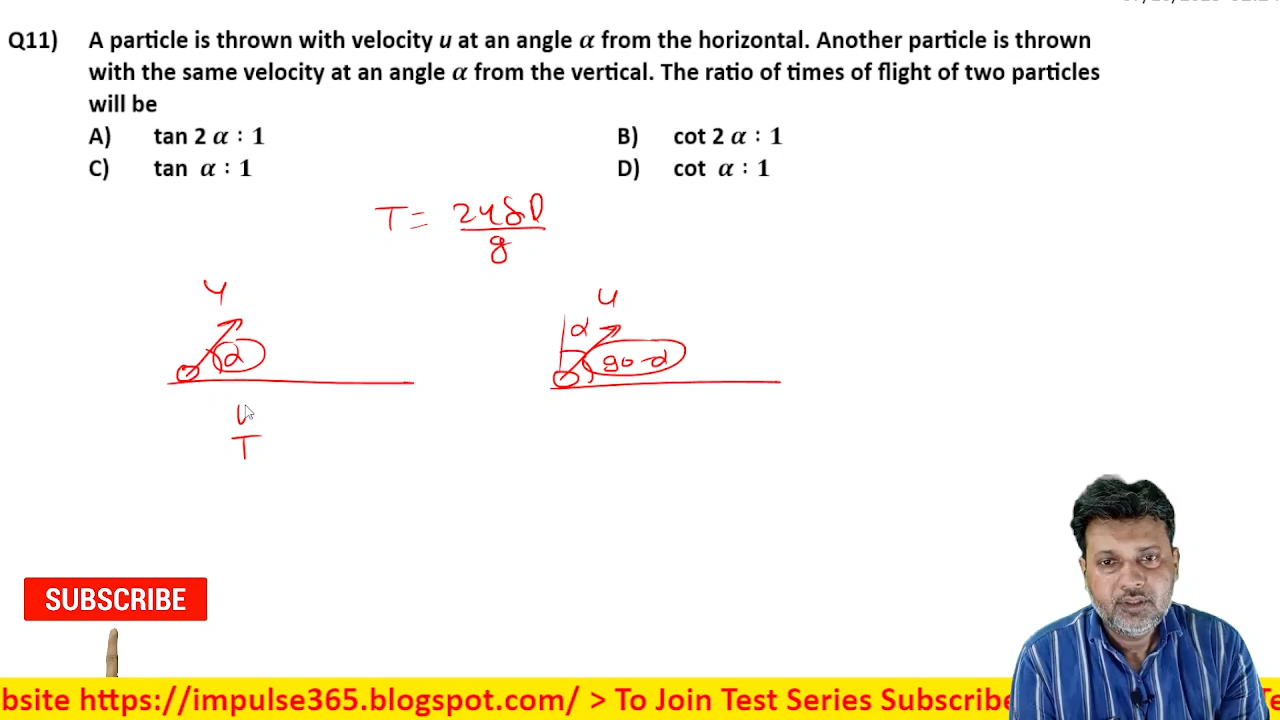 Q11) A particle is thrown with velocity u at an angle α from the horizontal. Another particle is thrown
with the same velocity at an angle α from the vertical. The ratio of times of flight of two particles
will be
A) tan 2 α : 1 B) cot 2 α : 1
C) tan α : 1 D) cot α : 1
T = 2u
g
u u
α
α 90-α
T
SUBSCRIBE
bsite https://impulse365.blogspot.com/ > To Join Test Series Subscribe